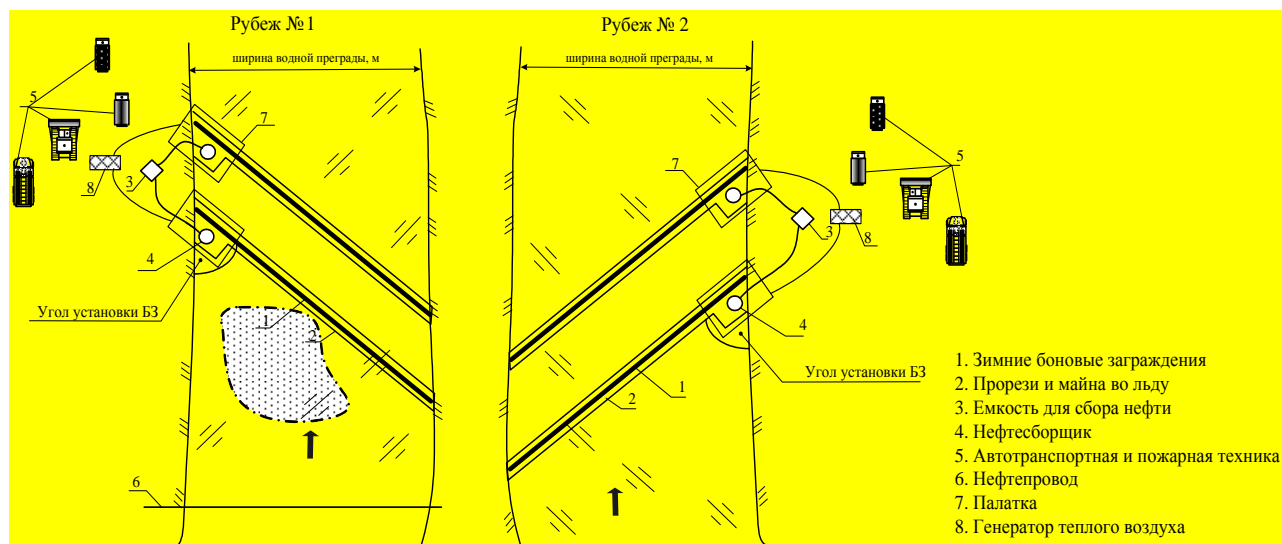 Рубеж №1
Рубеж № 2
ширина водной преграды, м
ширина водной преграды, м
5
7
8
3
4
Угол установки БЗ
1
2
6
7
5
3
8
4
Угол установки БЗ
1
2
1. Зимние боновые заграждения
2. Прорези и майна во льду
3. Емкость для сбора нефти
4. Нефтесборщик
5. Автотранспортная и пожарная техника
6. Нефтепровод
7. Палатка
8. Генератор теплого воздуха